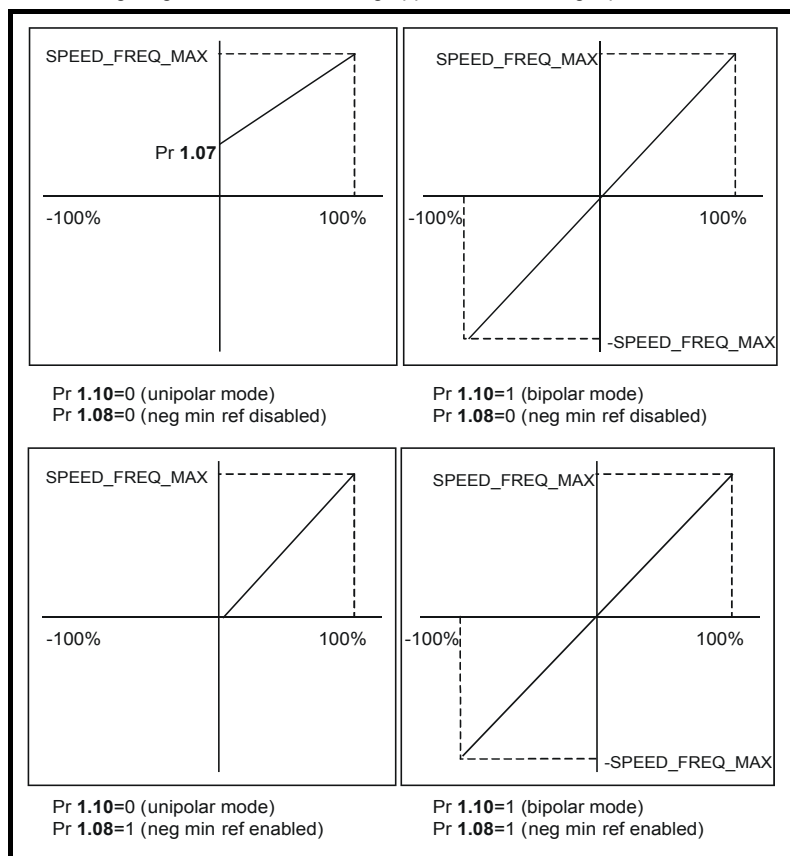 SPEED_FREQ_MAX
Pr 1.07
-100%
100%
Pr 1.10=0 (unipolar mode)
Pr 1.08=0 (neg min ref disabled)
SPEED_FREQ_MAX
-100%
100%
-SPEED_FREQ_MAX
Pr 1.10=1 (bipolar mode)
Pr 1.08=0 (neg min ref disabled)
SPEED_FREQ_MAX
-100%
100%
Pr 1.10=0 (unipolar mode)
Pr 1.08=1 (neg min ref enabled)
SPEED_FREQ_MAX
-100%
100%
-SPEED_FREQ_MAX
Pr 1.10=1 (bipolar mode)
Pr 1.08=1 (neg min ref enabled)